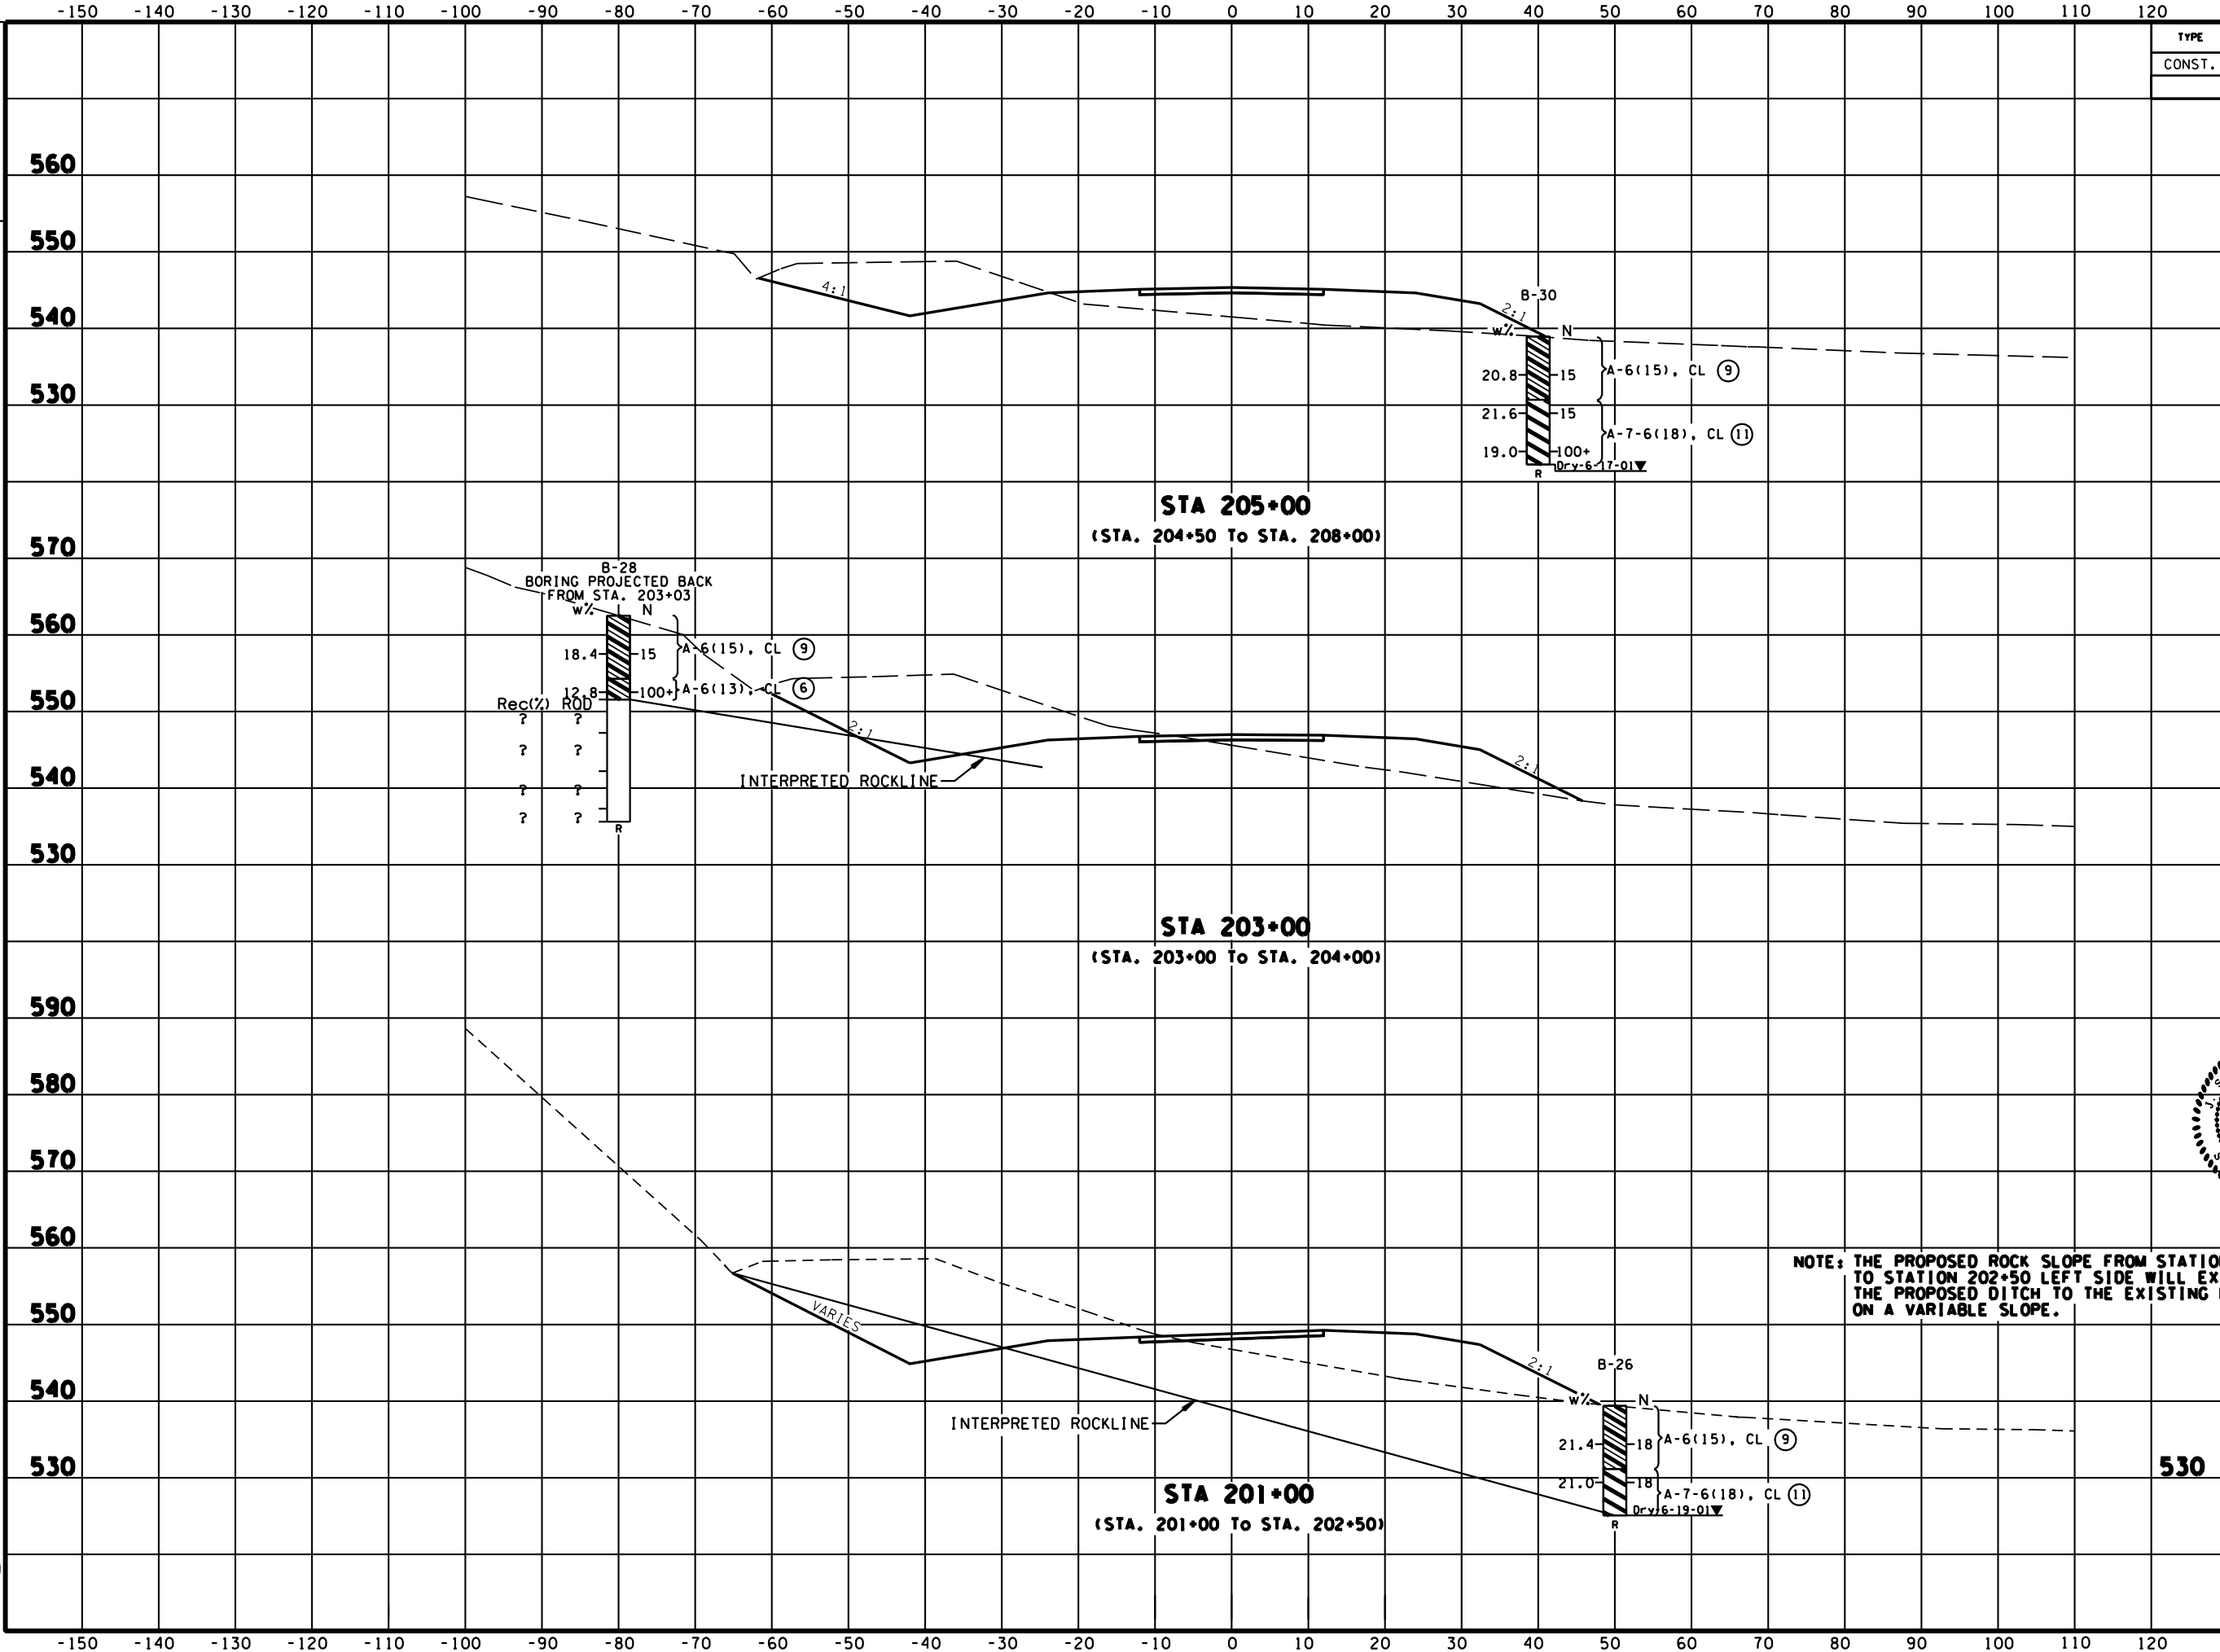 -150 -140 -130 -120 -110 -100 -90 -80 -70 -60 -50 -40 -30 -20 -10 0 10 20 30 40 50 60 70 80 90 100 110 120
TYPE
CONST.
560
550
4:1
B-30
2:1
540
w% N
20.8 15 A-6(15), CL 9
530
21.6 15
A-7-6(18), CL 11
19.0 100+
Dry-6-17-01
R
STA 205+00
(STA. 204+50 To STA. 208+00)
570
B-28
BORING PROJECTED BACK
FROM STA. 203+03
w% N
560
18.4 15 A-6(15), CL 9
12.8 100+ A-6(13), CL 6
550
Rec(%) RQD
? ?
2:1
? ?
2:1
540
INTERPRETED ROCKLINE
? ?
? ?
R
530
STA 203+00
(STA. 203+00 To STA. 204+00)
590
580
570
560
NOTE: THE PROPOSED ROCK SLOPE FROM
TO STATION 202+50 LEFT SIDE WILL
THE PROPOSED DITCH TO THE EXISTING
ON A VARIABLE SLOPE.
550
VARIES
2:1
B-26
540
w% N
INTERPRETED ROCKLINE
21.4 18 A-6(15), CL 9
530
530
21.0 18
A-7-6(18), CL 11
Dry-6-19-01
R
STA 201+00
(STA. 201+00 To STA. 202+50)
-150 -140 -130 -120 -110 -100 -90 -80 -70 -60 -50 -40 -30 -20 -10 0 10 20 30 40 50 60 70 80 90 100 110 120